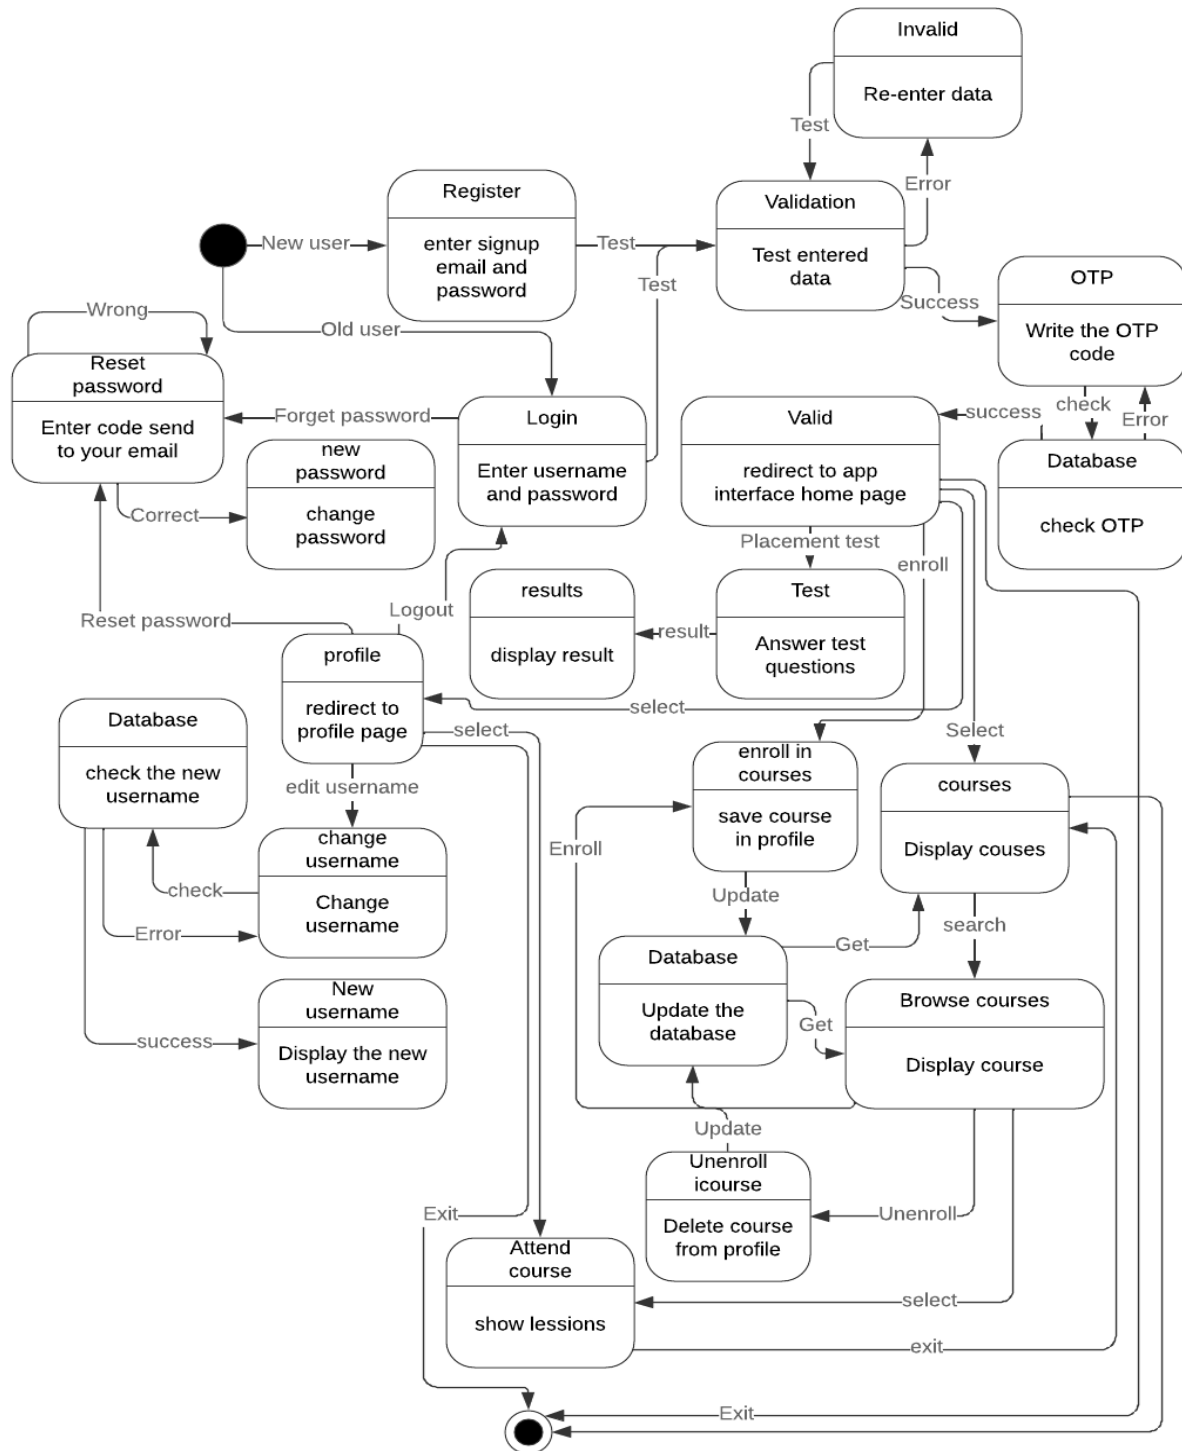 Invalid
Re-enter data
Test
Error
Register
enter signup
email and
password
Validation
Test entered
data
New user
Test
Test
Success
OTP
Write the OTP
code
Wrong
Old user
Reset
password
Enter code send
to your email
Forget password
Login
Enter username
and password
Valid
redirect to app
interface home page
success
check
Error
Database
check OTP
new
password
change
password
Correct
Placement test
enroll
results
display result
result
Test
Answer test
questions
Reset password
Logout
profile
redirect to
profile page
select
select
Select
Database
check the new
username
edit username
enroll in
courses
save course
in profile
courses
Display couses
change
username
Change
username
check
Error
Enroll
Update
Get
search
Database
Update the
database
Get
Browse courses
Display course
New
username
Display the new
username
success
Update
Unenroll
icourse
Delete course
from profile
Unenroll
Exit
Attend
course
show lessions
select
exit
Exit